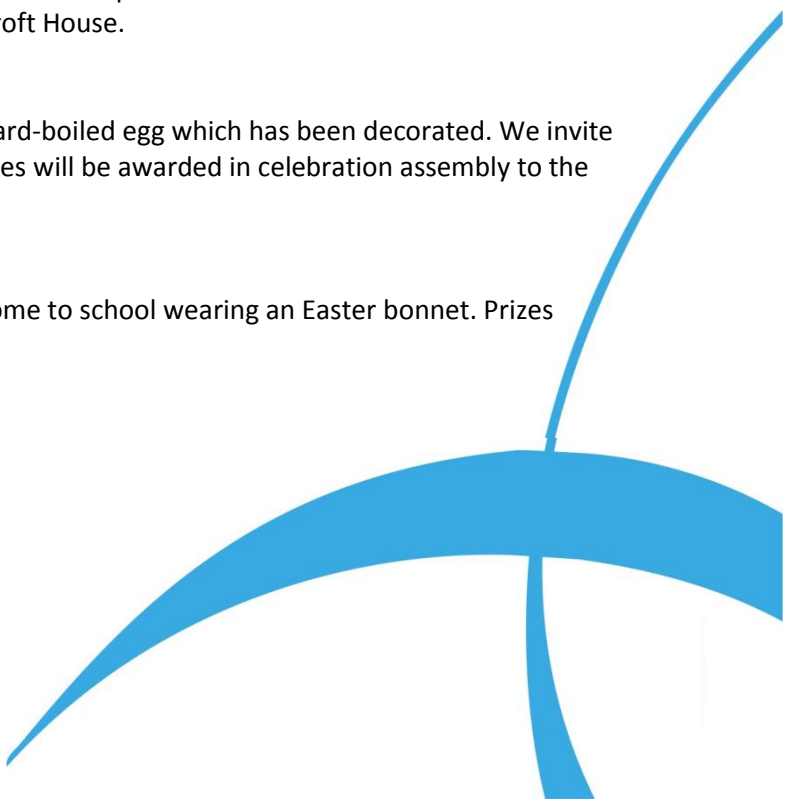 oft House.
ard-boiled egg which has been decorated. We invite
es will be awarded in celebration assembly to the
ome to school wearing an Easter bonnet. Prizes